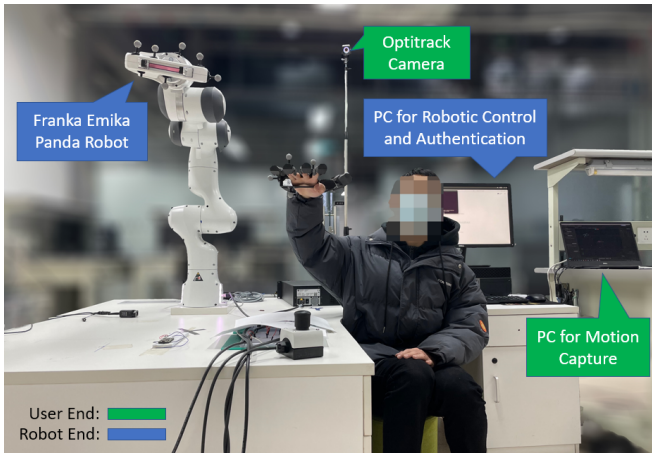 Optitrack
Camera
Franka Emika
Panda Robot
PC for Robotic Control
and Authentication
PC for Motion
Capture
User End:
Robot End: